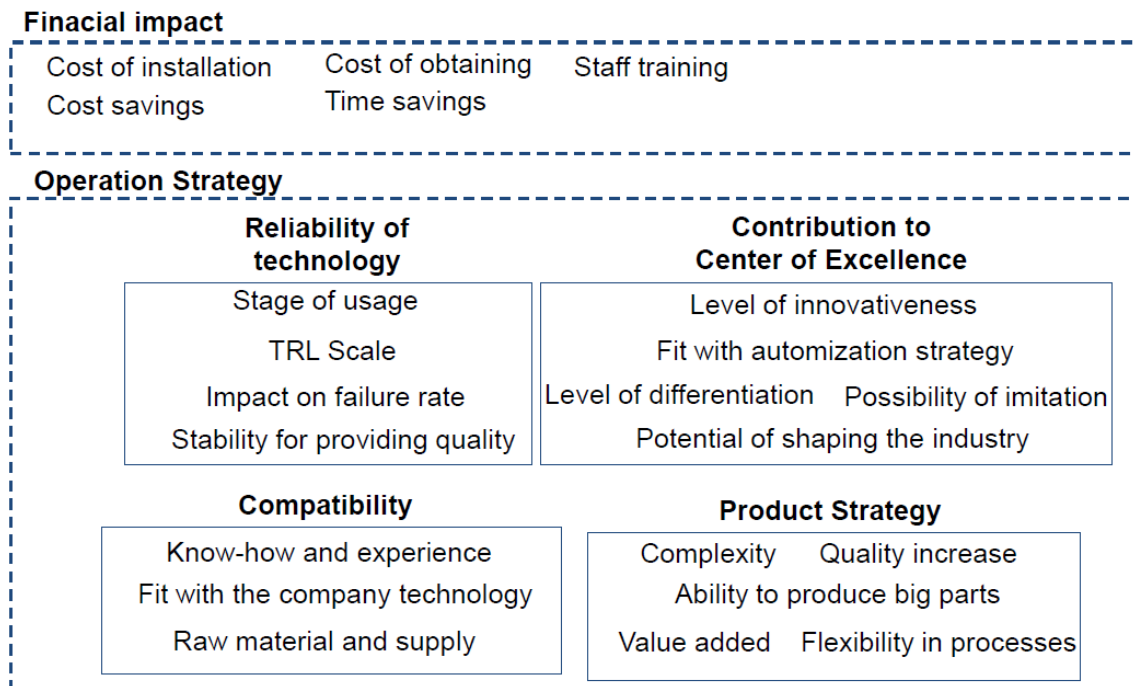 Finacial impact
Cost of installation Cost of obtaining Staff training
Cost savings Time savings
Operation Strategy
Reliability of
technology
Stage of usage
TRL Scale
Impact on failure rate
Stability for providing quality
Contribution to
Center of Excellence
Level of innovativeness
Fit with automization strategy
Level of differentiation Possibility of imitation
Potential of shaping the industry
Compatibility
Know-how and experience
Fit with the company technology
Raw material and supply
Product Strategy
Complexity Quality increase
Ability to produce big parts
Value added Flexibility in processes